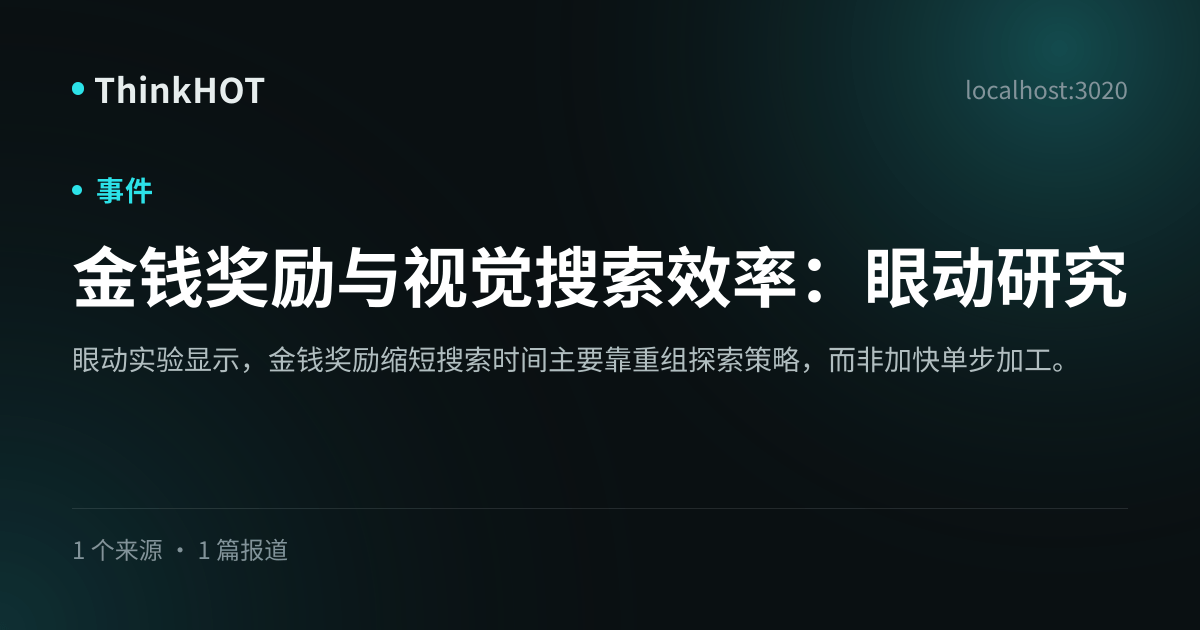 ThinkHOT
localhost:3020
事件
金钱奖励与视觉搜索效率：眼动研究
眼动实验显示，金钱奖励缩短搜索时间主要靠重组探索策略，而非加快单步加工。
1 个来源 · 1 篇报道